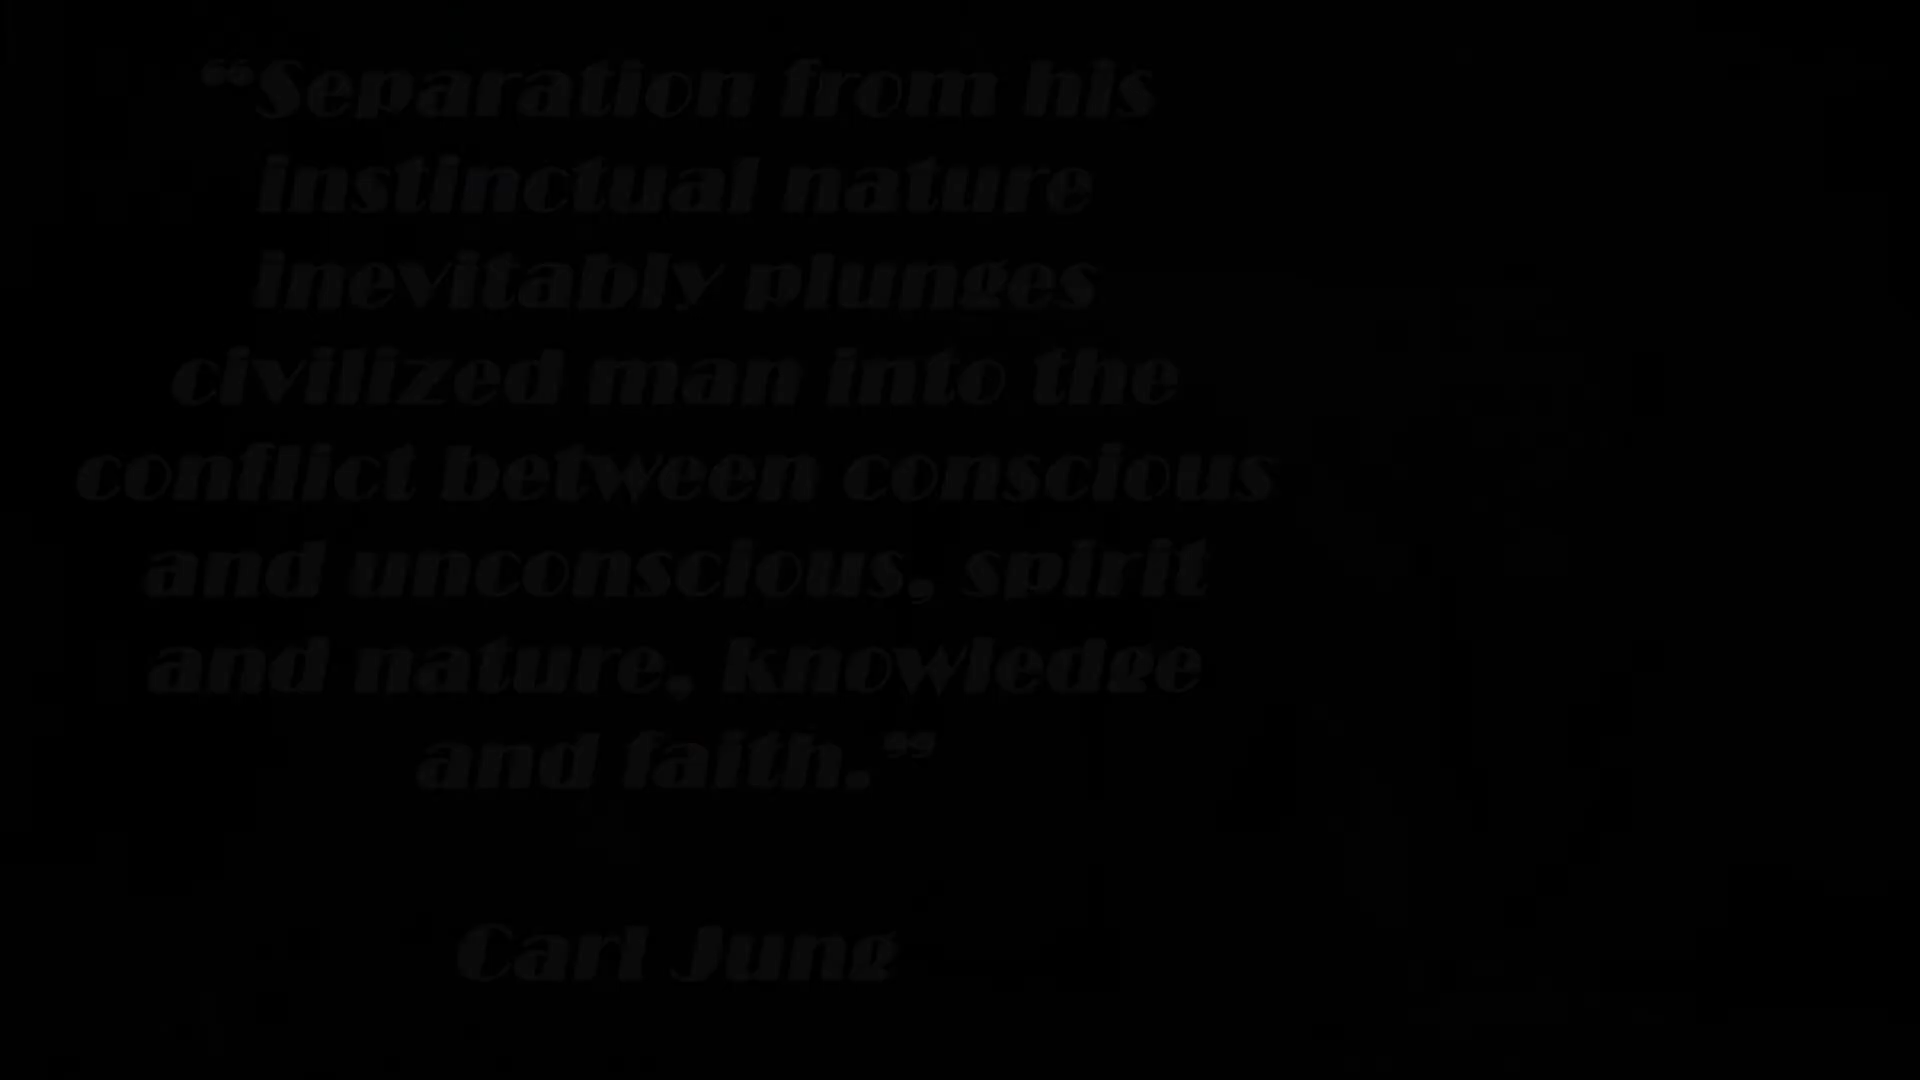 “Separation from his
instinctual nature
inevitably plunges
civilized man into the
conflict between conscious
and unconscious, spirit
and nature, knowledge
and faith.”
Carl Jung